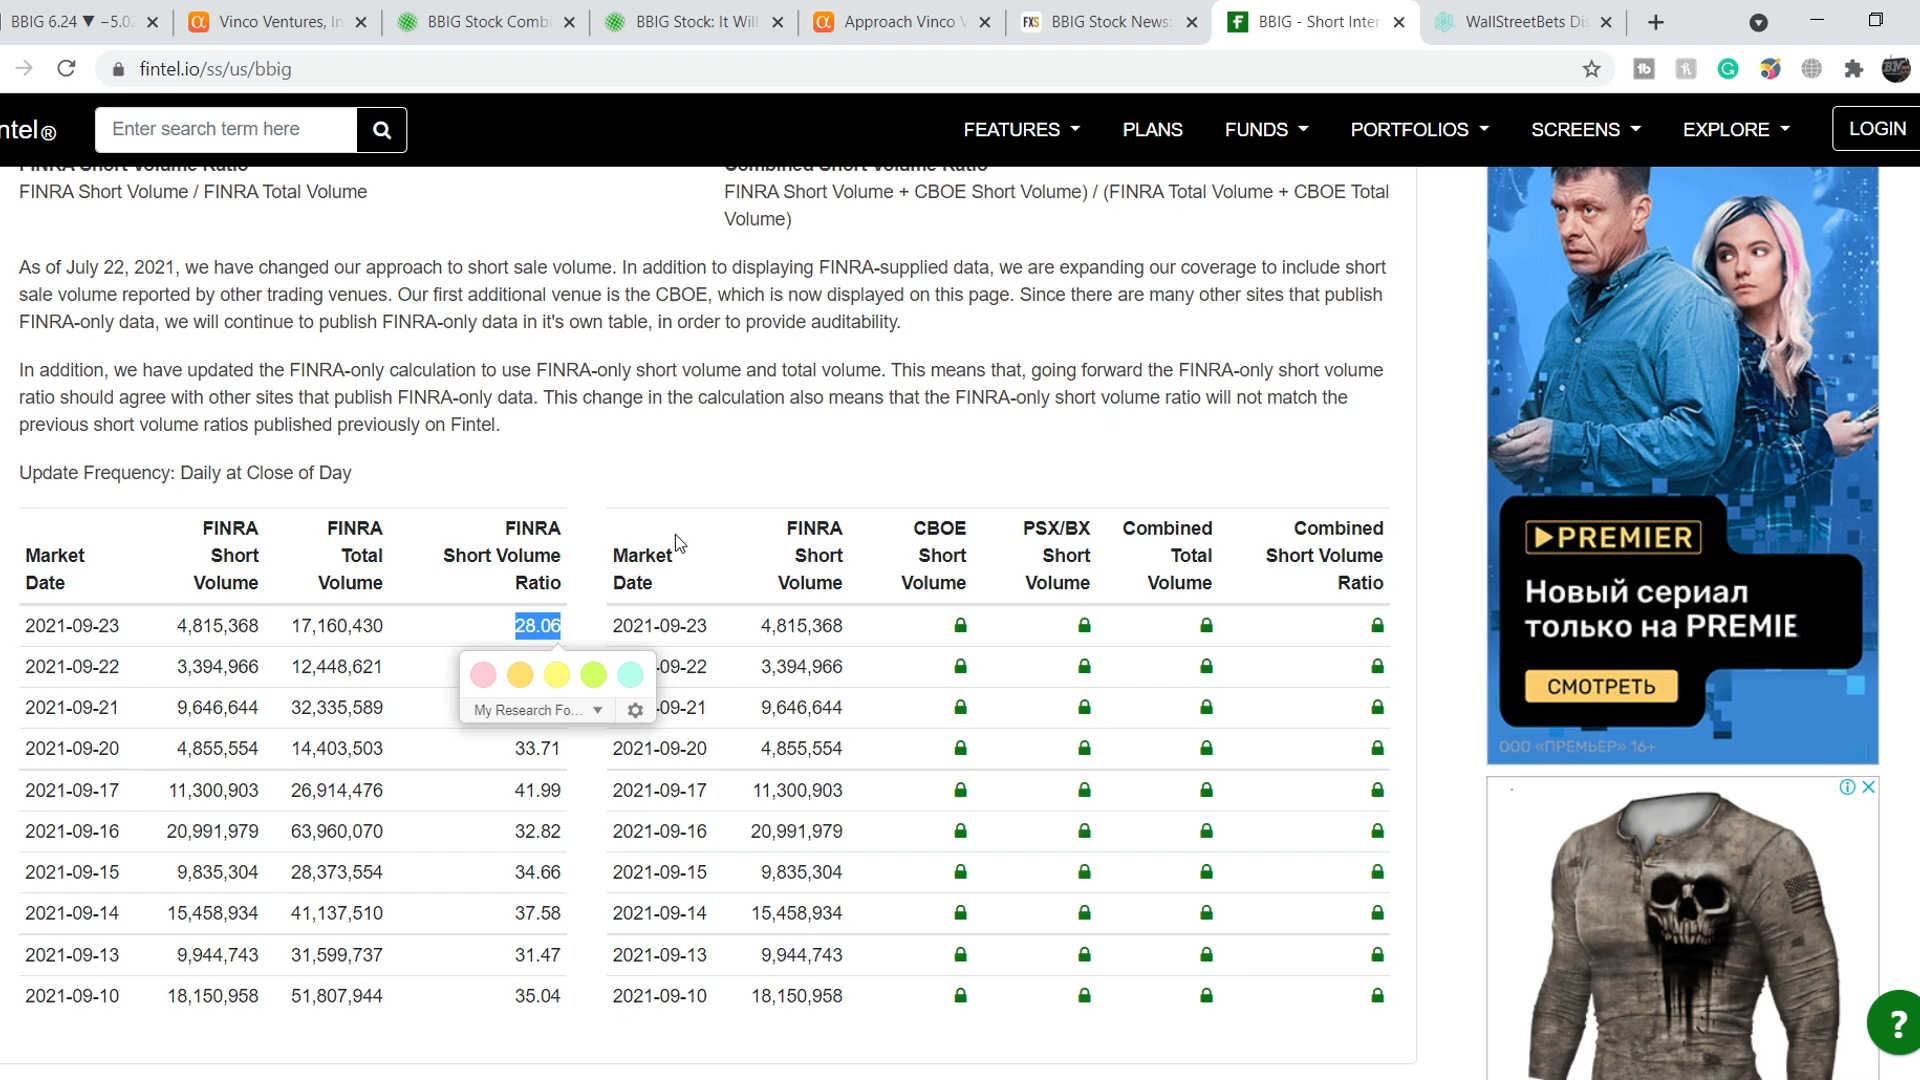 BBIG 6.24 ▼ −5.0
Vinco Ventures, In
BBIG Stock Combi
BBIG Stock: It Will
Approach Vinco V
FXS BBIG Stock News:
BBIG - Short Inter
WallStreetBets Dis
fintel.io/ss/us/bbig
ntel®
Enter search term here
FEATURES
PLANS
FUNDS
PORTFOLIOS
SCREENS
EXPLORE
LOGIN
FINRA Short Volume Ratio
FINRA Short Volume / FINRA Total Volume
Combined Short Volume Ratio
FINRA Short Volume + CBOE Short Volume) / (FINRA Total Volume + CBOE Total
Volume)
As of July 22, 2021, we have changed our approach to short sale volume. In addition to displaying FINRA-supplied data, we are expanding our coverage to include short
sale volume reported by other trading venues. Our first additional venue is the CBOE, which is now displayed on this page. Since there are many other sites that publish
FINRA-only data, we will continue to publish FINRA-only data in it's own table, in order to provide auditability.
In addition, we have updated the FINRA-only calculation to use FINRA-only short volume and total volume. This means that, going forward the FINRA-only short volume
ratio should agree with other sites that publish FINRA-only data. This change in the calculation also means that the FINRA-only short volume ratio will not match the
previous short volume ratios published previously on Fintel.
Update Frequency: Daily at Close of Day
Market Date FINRA Short Volume FINRA Total Volume FINRA Short Volume Ratio
2021-09-23 4,815,368 17,160,430 28.06
2021-09-22 3,394,966 12,448,621
2021-09-21 9,646,644 32,335,589
2021-09-20 4,855,554 14,403,503 33.71
2021-09-17 11,300,903 26,914,476 41.99
2021-09-16 20,991,979 63,960,070 32.82
2021-09-15 9,835,304 28,373,554 34.66
2021-09-14 15,458,934 41,137,510 37.58
2021-09-13 9,944,743 31,599,737 31.47
2021-09-10 18,150,958 51,807,944 35.04
My Research Fo...
Market Date FINRA Short Volume CBOE Short Volume PSX/BX Short Volume Combined Total Volume Combined Short Volume Ratio
2021-09-23 4,815,368
-09-22 3,394,966
-09-21 9,646,644
2021-09-20 4,855,554
2021-09-17 11,300,903
2021-09-16 20,991,979
2021-09-15 9,835,304
2021-09-14 15,458,934
2021-09-13 9,944,743
2021-09-10 18,150,958
PREMIER
Новый сериал
только на PREMIE
СМОТРЕТЬ
ООО «ПРЕМЬЕР» 16+
?